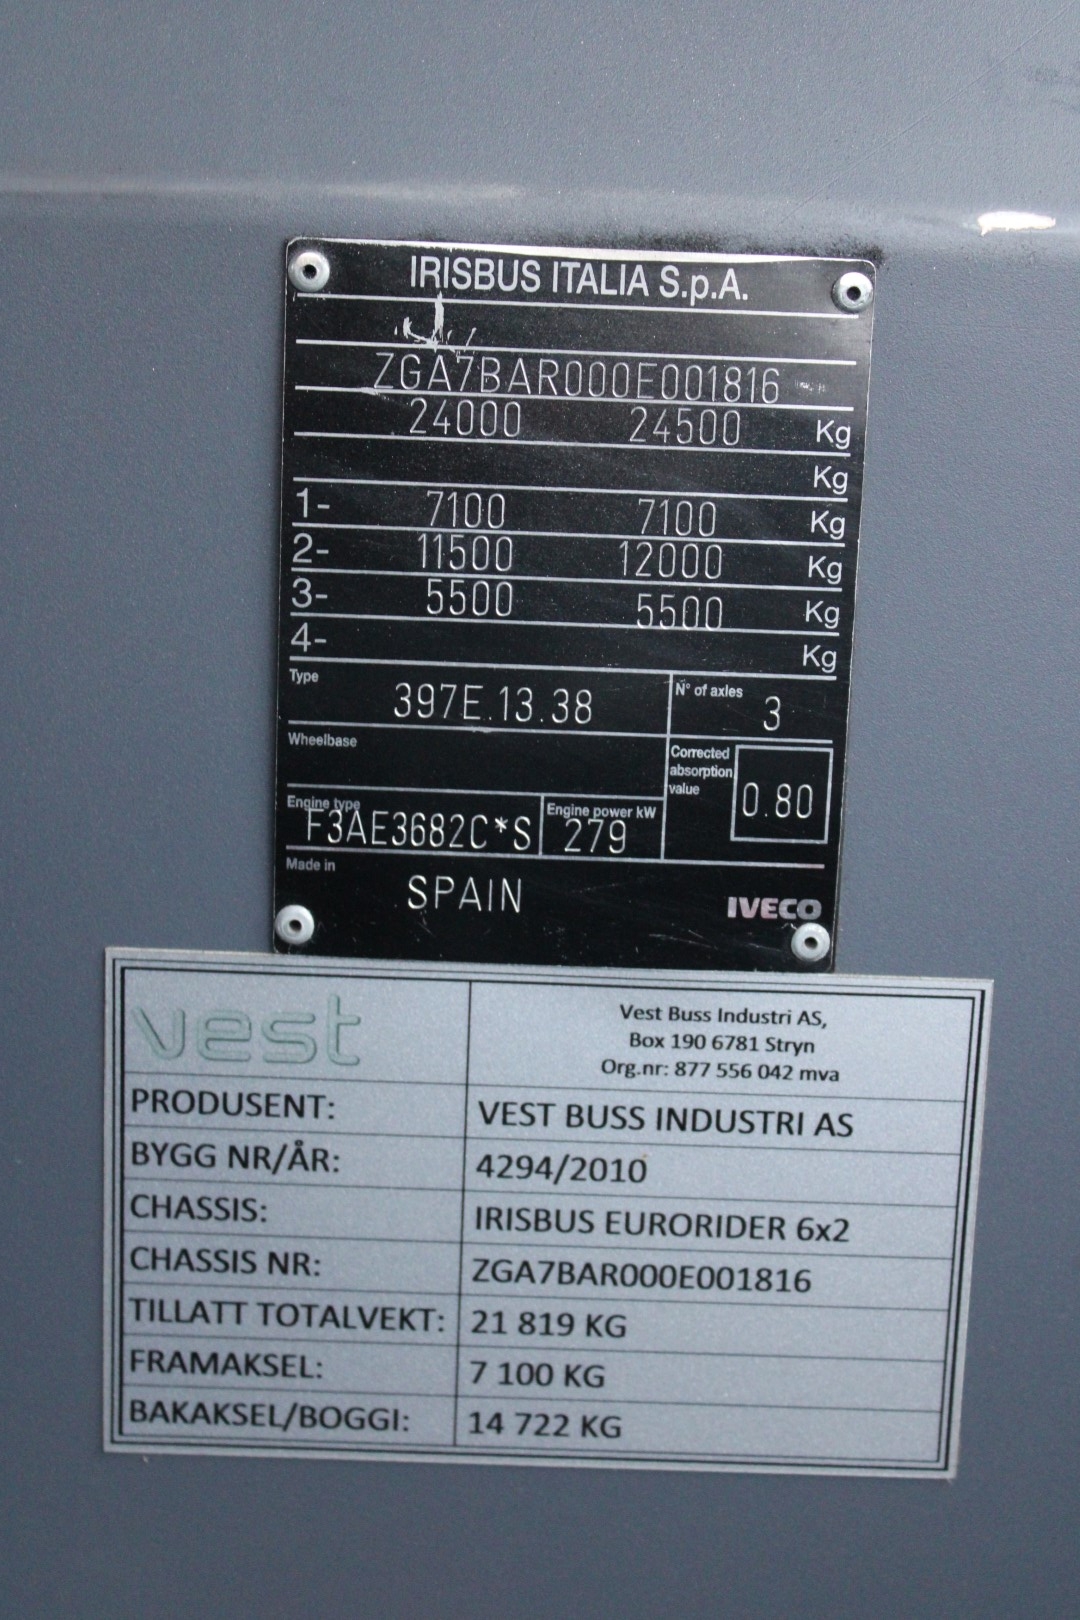 IRISBUS ITALIA S.p.A.
ZGA7BAR000E001816
24000 24500 Kg
Kg
1- 7100 7100 Kg
2- 11500 12000 Kg
3- 5500 5500 Kg
4- Kg
Type 397E.13.38 N° of axles 3
Wheelbase
Corrected absorption value 0.80
Engine type F3AE3682C*S Engine power kW 279
Made in SPAIN
IVECO
vest
Vest Buss Industri AS,
Box 190 6781 Stryn
Org.nr: 877 556 042 mva
PRODUSENT: VEST BUSS INDUSTRI AS
BYGG NR/ÅR: 4294/2010
CHASSIS: IRISBUS EURORIDER 6x2
CHASSIS NR: ZGA7BAR000E001816
TILLATT TOTALVEKT: 21 819 KG
FRAMAKSEL: 7 100 KG
BAKAKSEL/BOGGI: 14 722 KG